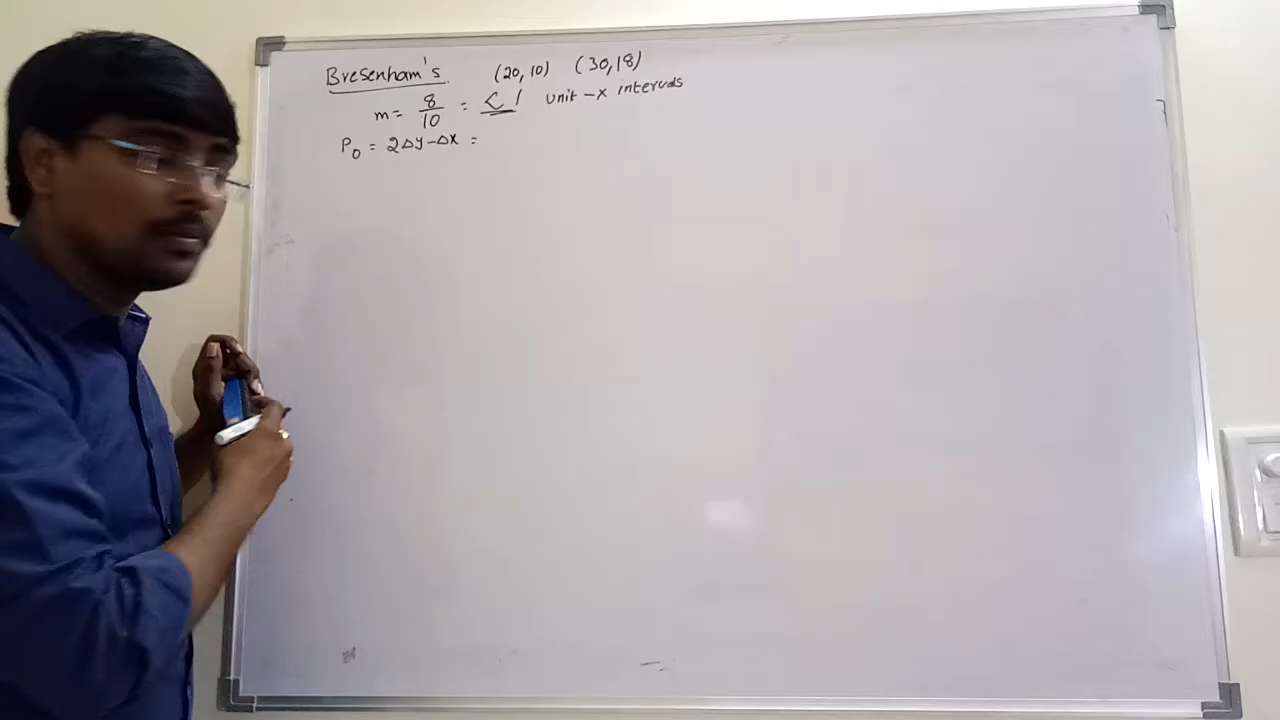 Bresenham's. (20,10) (30,18)
m = 8/10 = < 1 unit-x intervals
P0 = 2Δy-Δx =